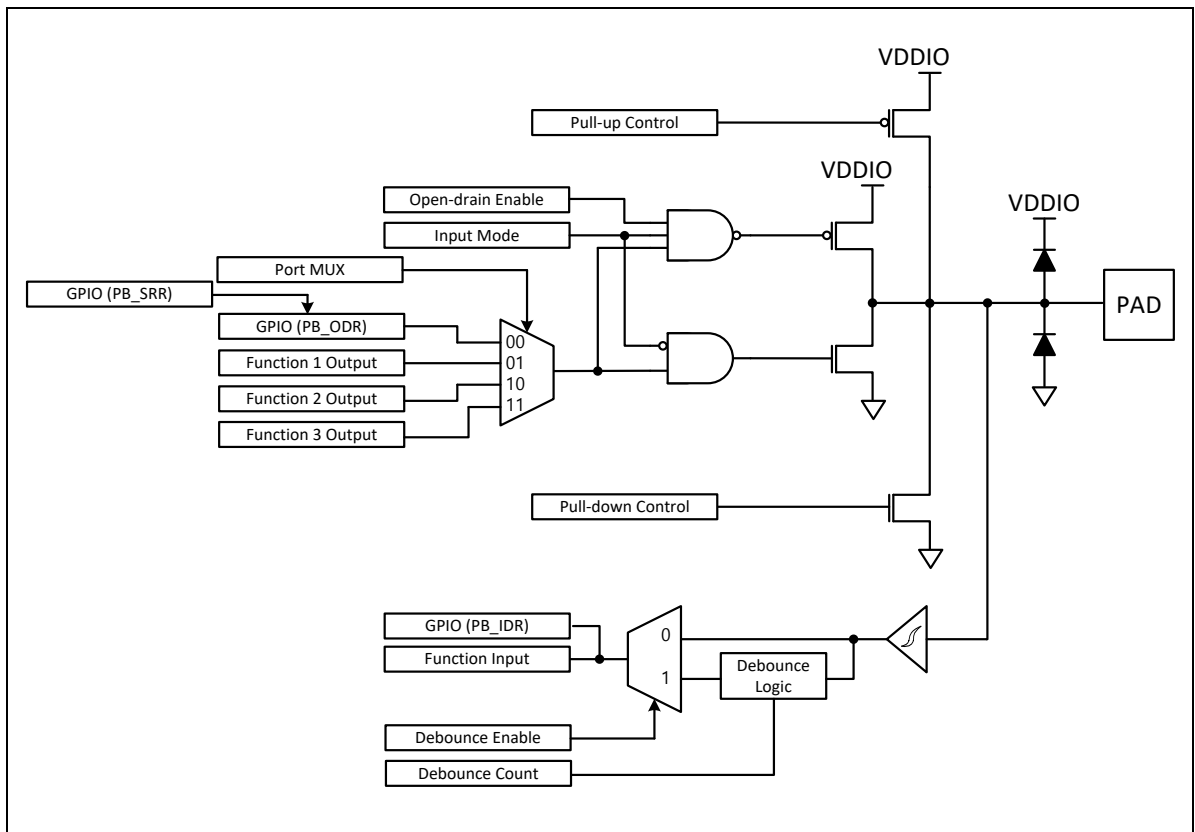 VDDIO
Pull-up Control
VDDIO
Open-drain Enable
VDDIO
Input Mode
Port MUX
GPIO (PB_SRR)
PAD
GPIO (PB_ODR)
00
Function 1 Output
01
10
Function 2 Output
11
Function 3 Output
Pull-down Control
GPIO (PB_IDR)
0
Function Input
Debounce
Logic
1
Debounce Enable
Debounce Count